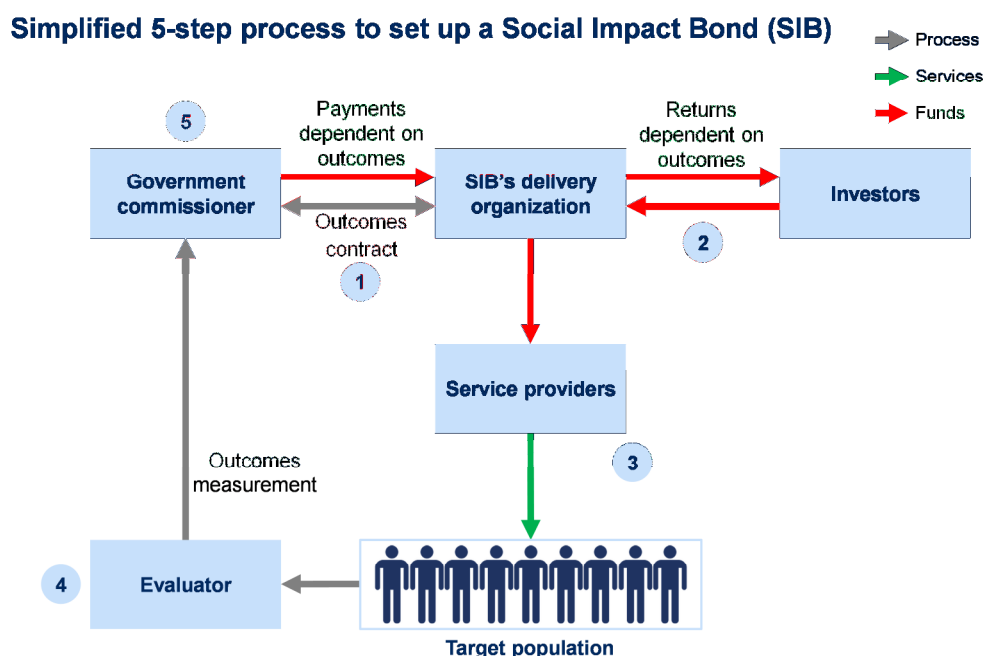 Simplified 5-step process to set up a Social Impact Bond (SIB)
Process
Services
Funds
5
Payments
dependent on
outcomes
Returns
dependent on
outcomes
Government
commissioner
SIB's delivery
organization
Investors
Outcomes
contract
1
2
Service providers
3
Outcomes
measurement
4
Evaluator
Target population